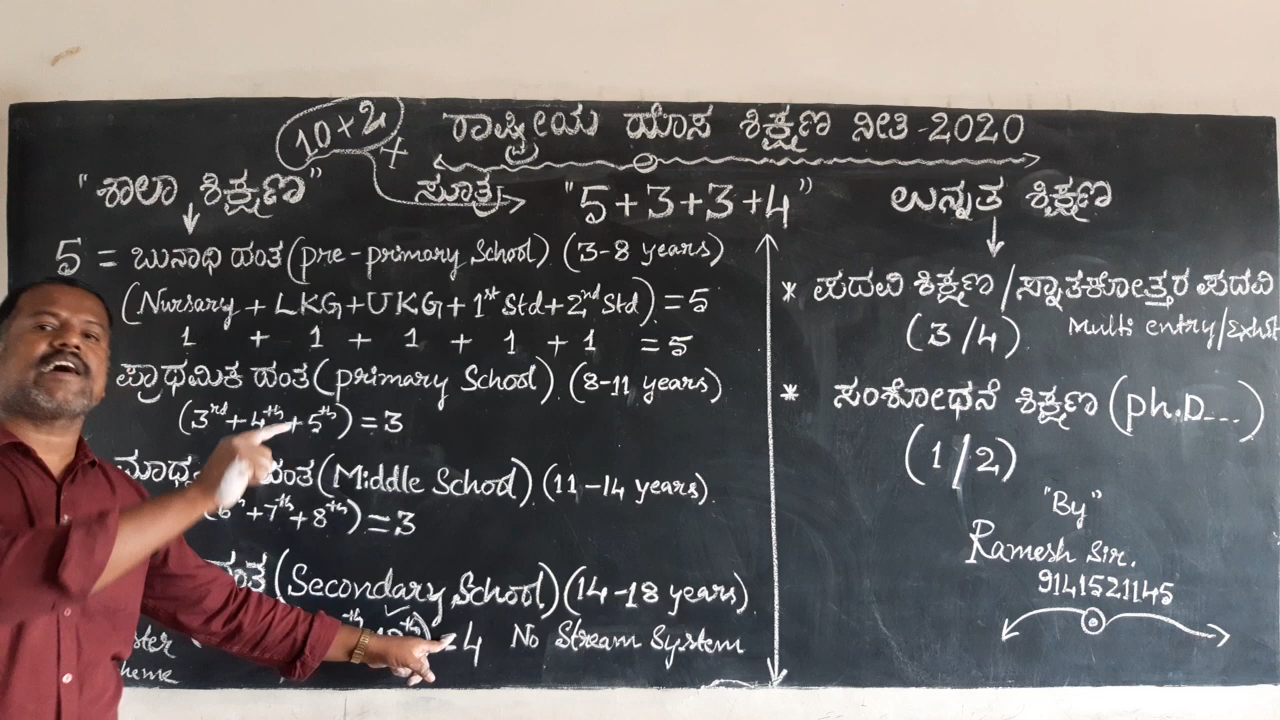 10+2
ರಾಷ್ಟ್ರೀಯ ಹೊಸ ಶಿಕ್ಷಣ ನೀತಿ -2020
"ಶಾಲಾ ಶಿಕ್ಷಣ"
ಸೂತ್ರ "5+3+3+4"
5 = ಬುನಾಧಿ ಹಂತ (pre-primary School) (3-8 years)
(Nursary + LKG+UKG+1st Std+2nd Std) =5
1 + 1 + 1 + 1 + 1 =5
ಪ್ರಾಥಮಿಕ ಹಂತ (primary School) (8-11 years)
(3rd+4th+5th)=3
ಹಂತ (Middle School) (11-14 years).
+7th+8th)=3
ಹಂತ (Secondary School) (14-18 years).
=4 No Stream System
ಉನ್ನತ ಶಿಕ್ಷಣ
* ಪದವಿ ಶಿಕ್ಷಣ/ಸ್ನಾತಕೋತ್ತರ ಪದವಿ
(3/4) Multi entry/
* ಸಂಶೋಧನೆ ಶಿಕ್ಷಣ (ph.D...)
(1/2)
"By"
Ramesh Sir.
9141521145